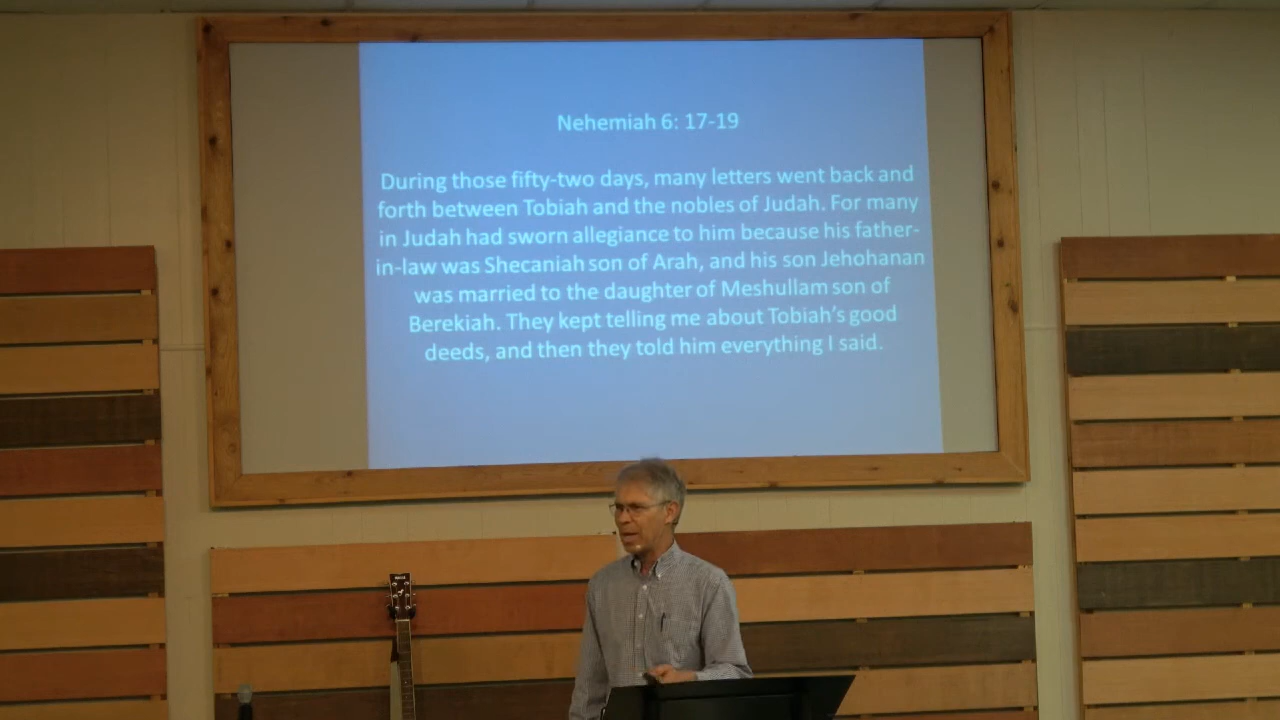 Nehemiah 6: 17-19
During those fifty-two days, many letters went back and
forth between Tobiah and the nobles of Judah. For many
in Judah had sworn allegiance to him because his father-
in-law was Shecaniah son of Arah, and his son Jehohanan
was married to the daughter of Meshullam son of
Berekiah. They kept telling me about Tobiah’s good
deeds, and then they told him everything I said.